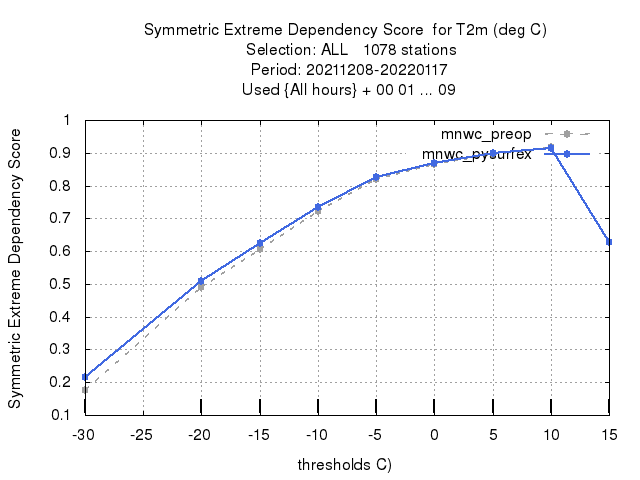 Symmetric Extreme Dependency Score  for T2m (deg C)
Selection: ALL   1078 stations
Period: 20211208-20220117
Used {All hours} + 00 01 ... 09
Symmetric Extreme Dependency Score
1
0.9
0.8
0.7
0.6
0.5
0.4
0.3
0.2
0.1
mnwc_preop
mnwc_pysurfex
-30 -25 -20 -15 -10 -5 0 5 10 15
thresholds C)